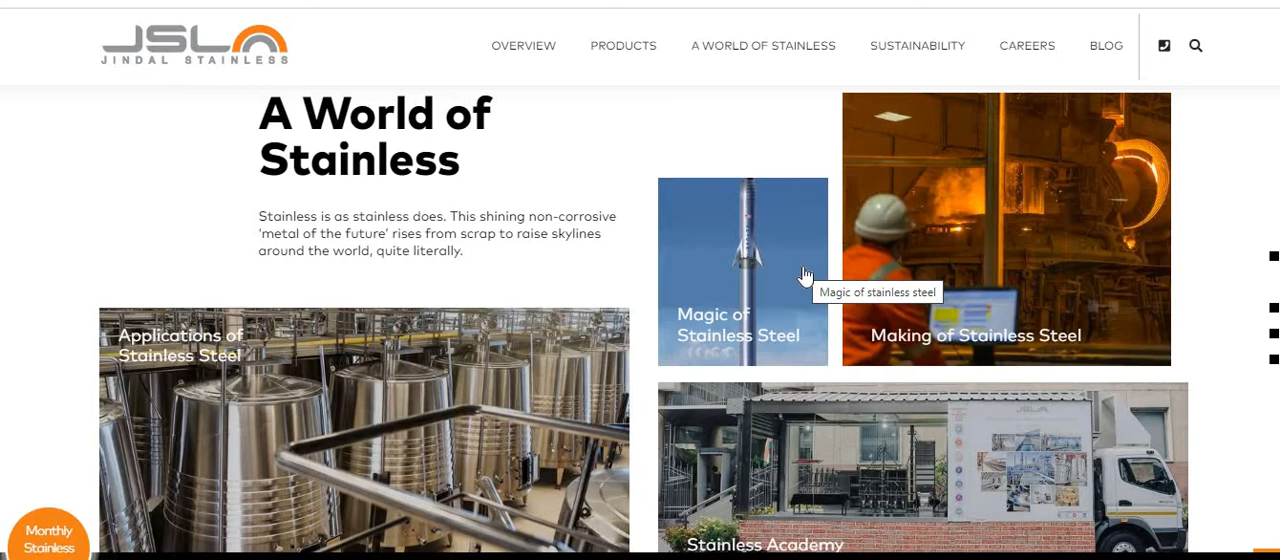 JSL
JINDAL STAINLESS
OVERVIEW
PRODUCTS
A WORLD OF STAINLESS
SUSTAINABILITY
CAREERS
BLOG
A World of
Stainless
Stainless is as stainless does. This shining non-corrosive
‘metal of the future’ rises from scrap to raise skylines
around the world, quite literally.
Magic of
Stainless Steel
Magic of stainless steel
Making of Stainless Steel
Applications of
Stainless Steel
JSL
Stainless Academy
Monthly
Stainless